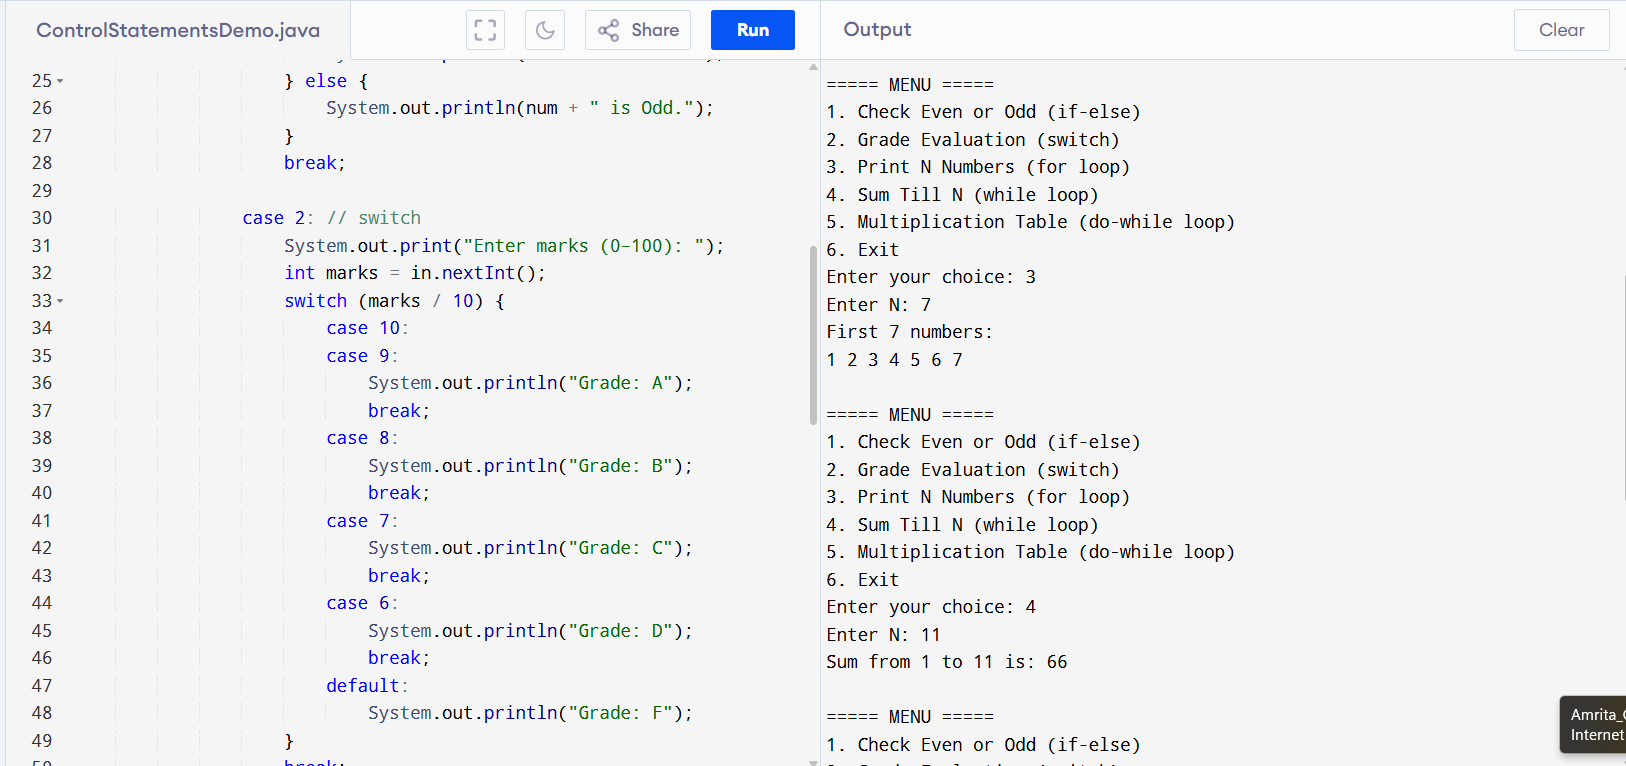 ControlStatementsDemo.java
Share
Run
Output
Clear
25 } else {
26 System.out.println(num + " is Odd.");
27 }
28 break;
29
30 case 2: // switch
31 System.out.print("Enter marks (0-100): ");
32 int marks = in.nextInt();
33 switch (marks / 10) {
34 case 10:
35 case 9:
36 System.out.println("Grade: A");
37 break;
38 case 8:
39 System.out.println("Grade: B");
40 break;
41 case 7:
42 System.out.println("Grade: C");
43 break;
44 case 6:
45 System.out.println("Grade: D");
46 break;
47 default:
48 System.out.println("Grade: F");
49 }
50 break;
===== MENU =====
1. Check Even or Odd (if-else)
2. Grade Evaluation (switch)
3. Print N Numbers (for loop)
4. Sum Till N (while loop)
5. Multiplication Table (do-while loop)
6. Exit
Enter your choice: 3
Enter N: 7
First 7 numbers:
1 2 3 4 5 6 7
===== MENU =====
1. Check Even or Odd (if-else)
2. Grade Evaluation (switch)
3. Print N Numbers (for loop)
4. Sum Till N (while loop)
5. Multiplication Table (do-while loop)
6. Exit
Enter your choice: 4
Enter N: 11
Sum from 1 to 11 is: 66
===== MENU =====
1. Check Even or Odd (if-else)
Amrita_
Internet